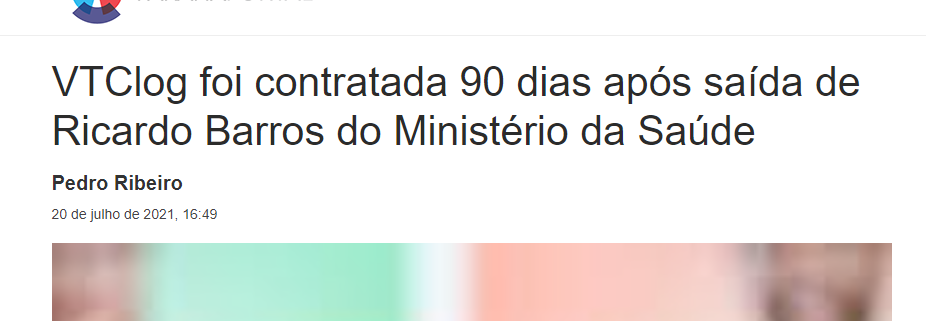 VTClog foi contratada 90 dias após saída de
Ricardo Barros do Ministério da Saúde
Pedro Ribeiro
20 de julho de 2021, 16:49